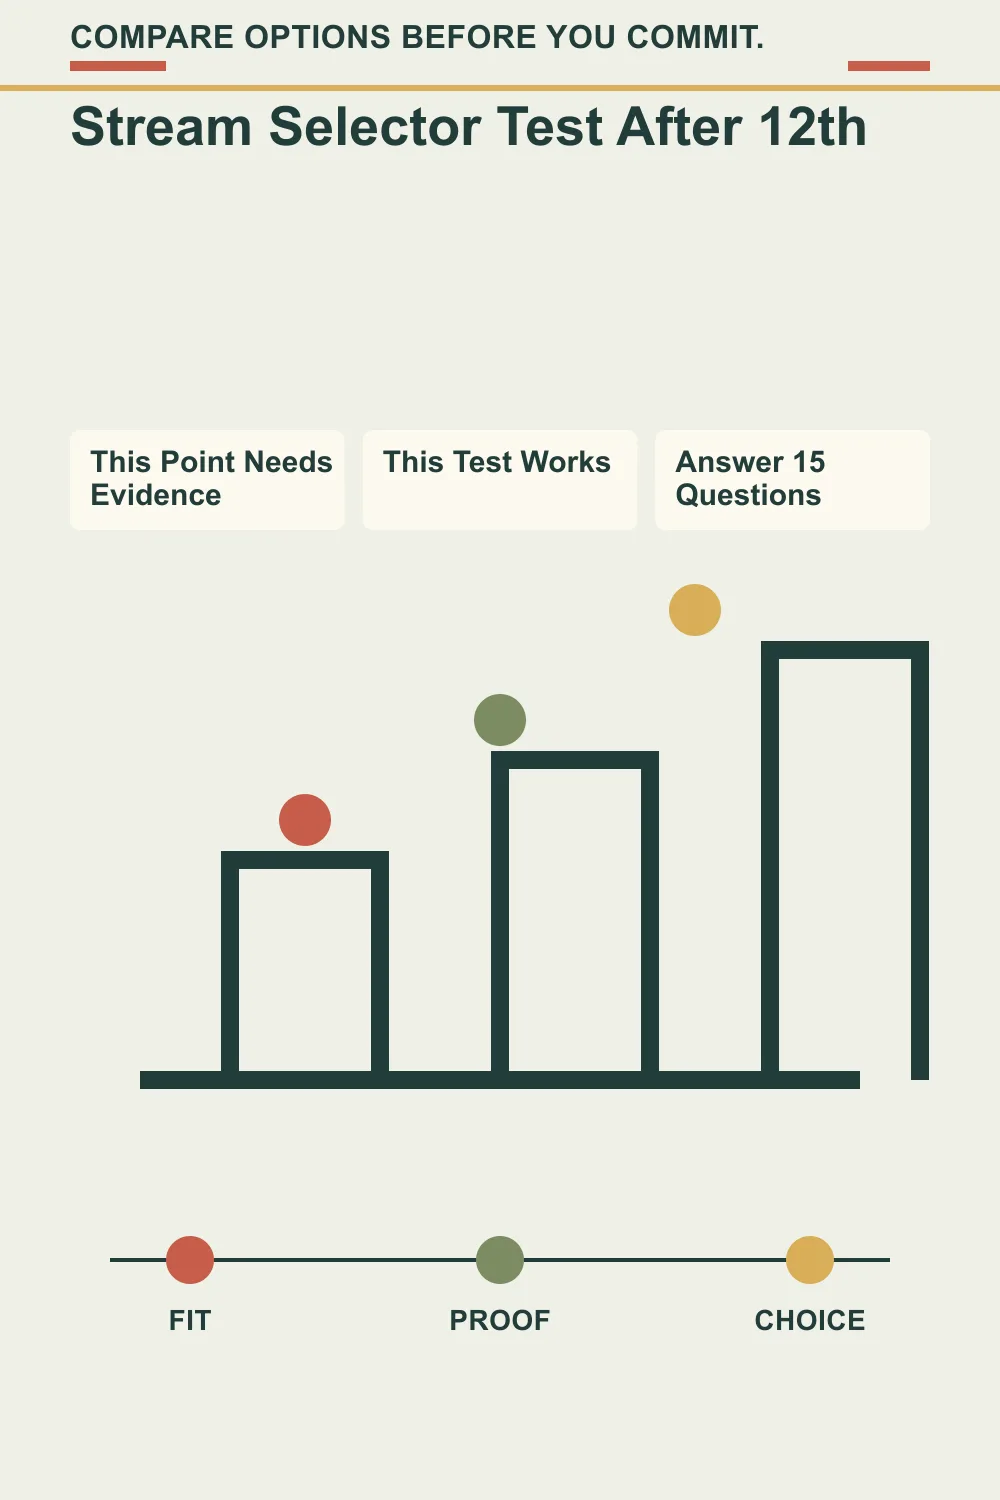 COMPARE OPTIONS BEFORE YOU COMMIT.
Stream Selector Test After 12th
This Point Needs
Evidence
This Test Works
Answer 15
Questions
FIT
PROOF
CHOICE